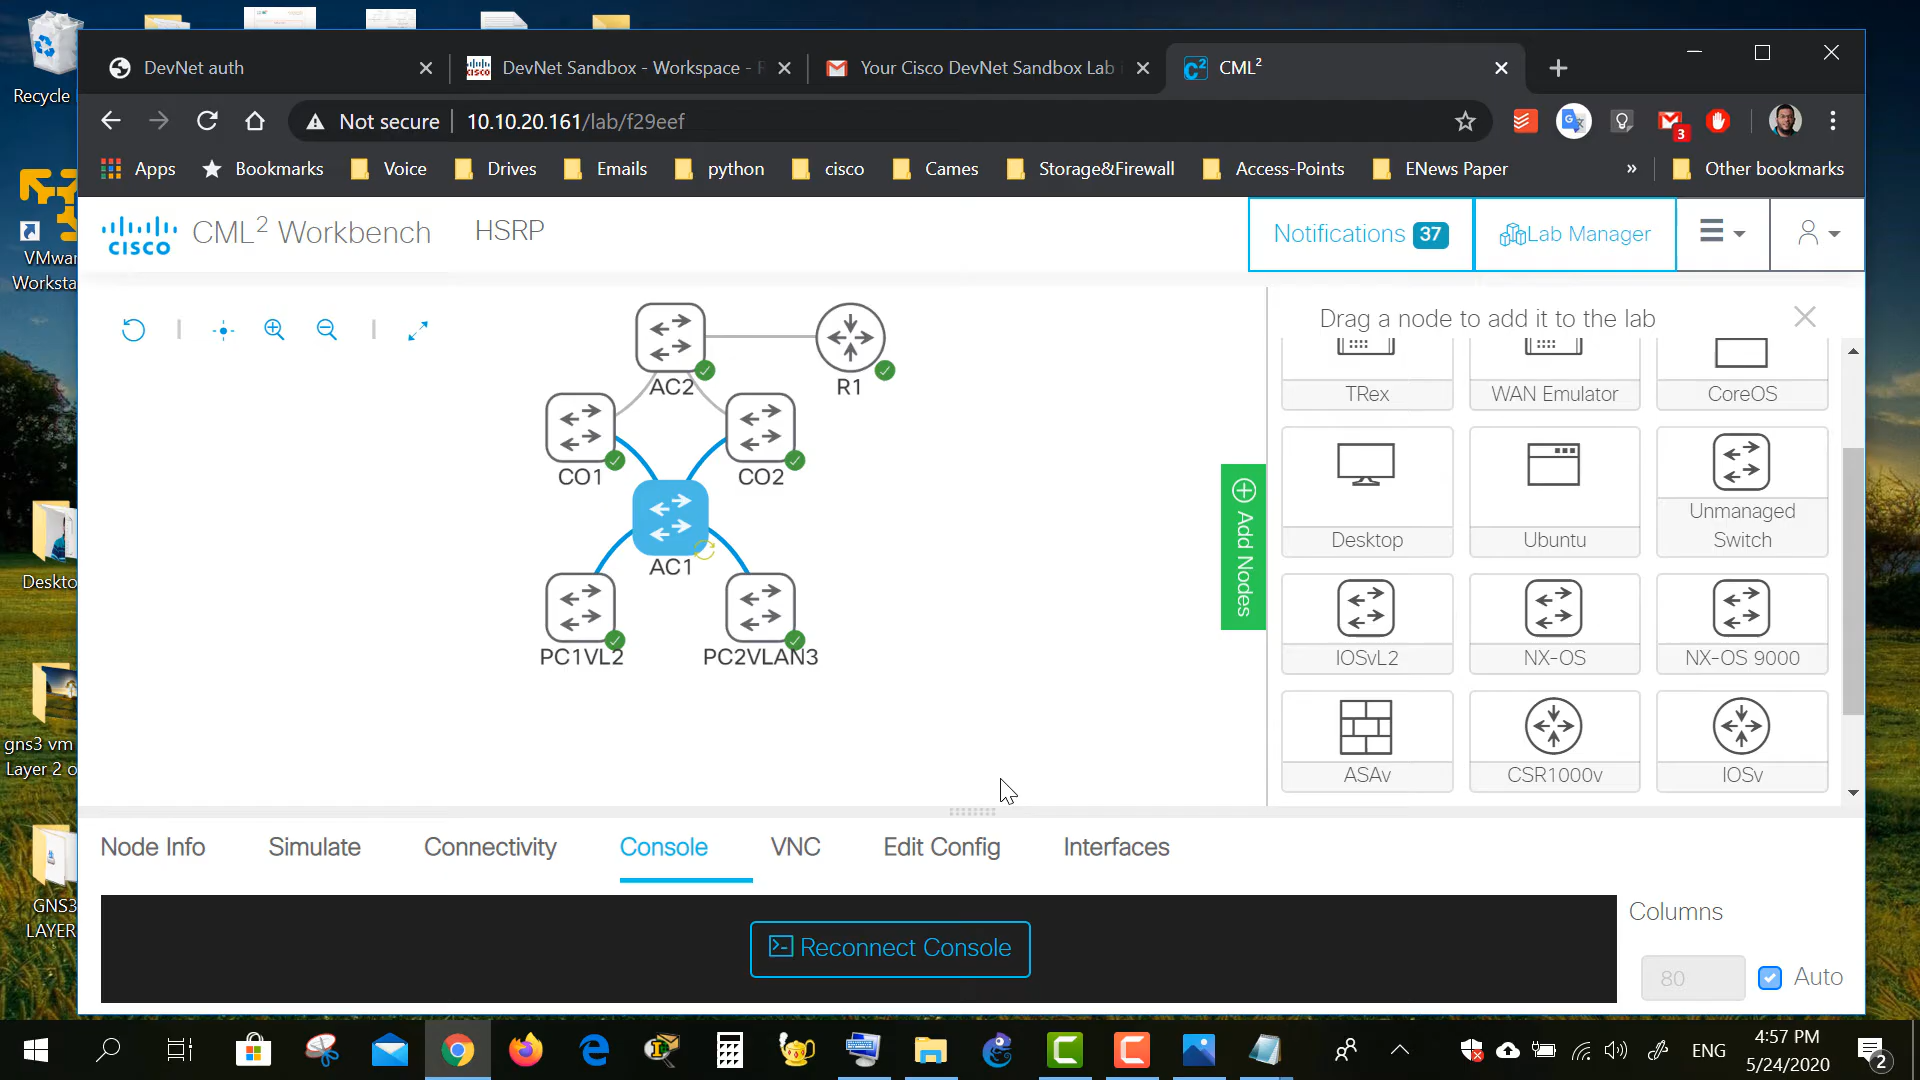 DevNet auth
DevNet Sandbox - Workspace -
Your Cisco DevNet Sandbox Lab
CML²
Recycle
Not secure
10.10.20.161/lab/f29eef
3
Apps
Bookmarks
Voice
Drives
Emails
python
cisco
Cames
Storage&Firewall
Access-Points
ENews Paper
»
Other bookmarks
CISCO
CML² Workbench
HSRP
Notifications 37
Lab Manager
VMwar
Worksta
Drag a node to add it to the lab
AC2
R1
CO1
CO2
AC1
PC1VL2
PC2VLAN3
Add Nodes
TRex
WAN Emulator
CoreOS
Desktop
Ubuntu
Unmanaged
Switch
IOSvL2
NX-OS
NX-OS 9000
ASAv
CSR1000v
IOSv
Deskto
gns3 vm
Layer 2 o
GNS3
LAYER
Node Info
Simulate
Connectivity
Console
VNC
Edit Config
Interfaces
Reconnect Console
Columns
80
Auto
ENG
4:57 PM
5/24/2020
2